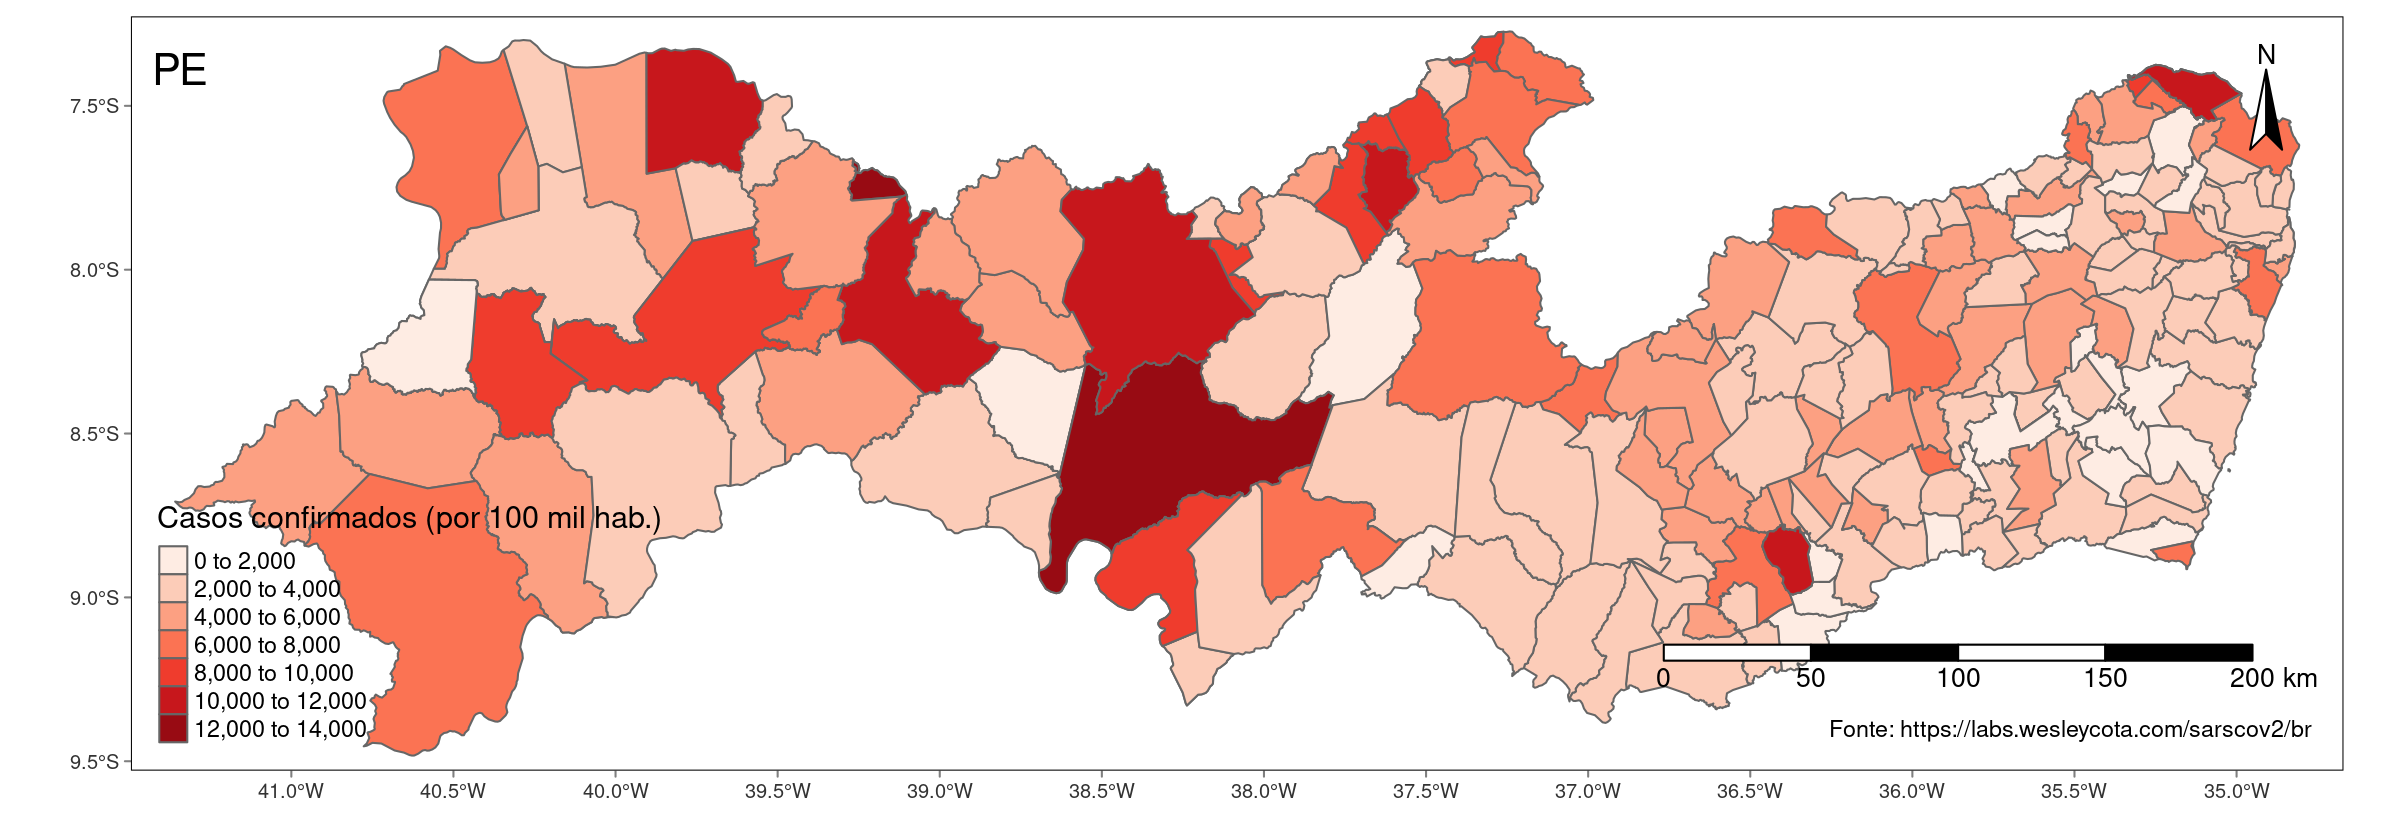 PE
N
7.5°S
8.0°S
8.5°S
9.0°S
9.5°S
Casos confirmados (por 100 mil hab.)
0 to 2,000
2,000 to 4,000
4,000 to 6,000
6,000 to 8,000
8,000 to 10,000
10,000 to 12,000
12,000 to 14,000
0 50 100 150 200 km
Fonte: https://labs.wesleycota.com/sarscov2/br
41.0°W 40.5°W 40.0°W 39.5°W 39.0°W 38.5°W 38.0°W 37.5°W 37.0°W 36.5°W 36.0°W 35.5°W 35.0°W